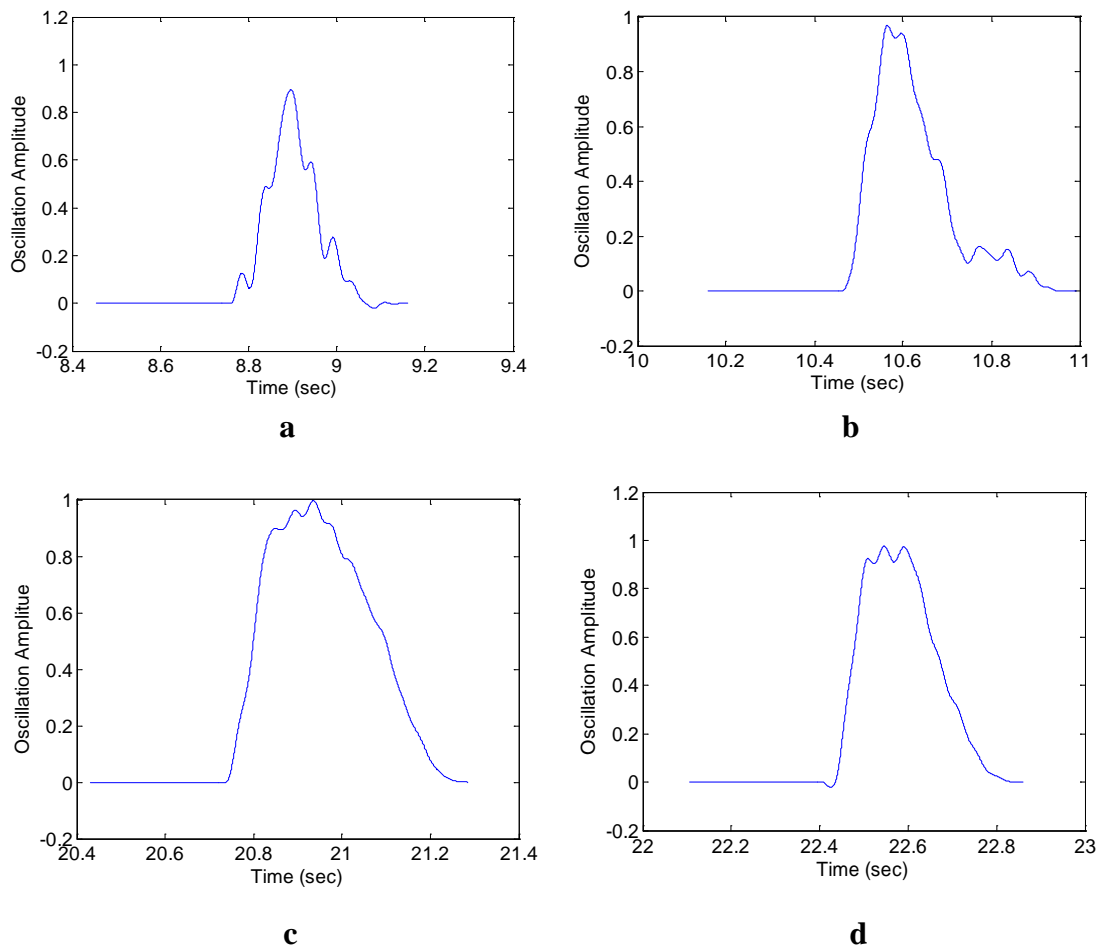 1.2
1
0.8
0.6
0.4
0.2
0
-0.2
8.4 8.6 8.8 9 9.2 9.4
Oscillation Amplitude
Time (sec)
a
1
0.8
0.6
0.4
0.2
0
-0.2
10 10.2 10.4 10.6 10.8 11
Oscillaton Amplitude
Time (sec)
b
1
0.8
0.6
0.4
0.2
0
-0.2
20.4 20.6 20.8 21 21.2 21.4
Oscillation Amplitue
Time (sec)
c
1.2
1
0.8
0.6
0.4
0.2
0
-0.2
22 22.2 22.4 22.6 22.8 23
Oscillation Amplitude
Time (sec)
d